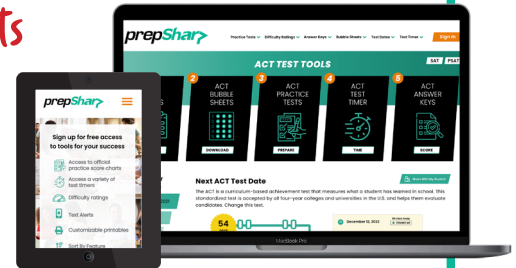 ts
prepSharp
Sign up for free access
to tools for your success
Access to official
practice score charts
Access a variety of
test timers
Difficulty ratings
Text Alerts
Customizable printables
Sort By Feature
prepSharp
Practice Tests
Difficulty Ratings
Answer Keys
Bubble Sheets
Test Dates
Test Timer
Sign In
ACT TEST TOOLS
SAT
PSAT
S
2
ACT
BUBBLE
SHEETS
DOWNLOAD
3
ACT
PRACTICE
TESTS
PREPARE
4
ACT
TEST
TIMER
TIME
5
ACT
ANSWER
KEYS
SCORE
Next ACT Test Date
The ACT is a curriculum-based achievement test that measures what a student has learned in school. This
standardized test is accepted by all four-year colleges and universities in the U.S. and helps them evaluate
candidates. Change this text.
54
December 10, 2022
MacBook Pro